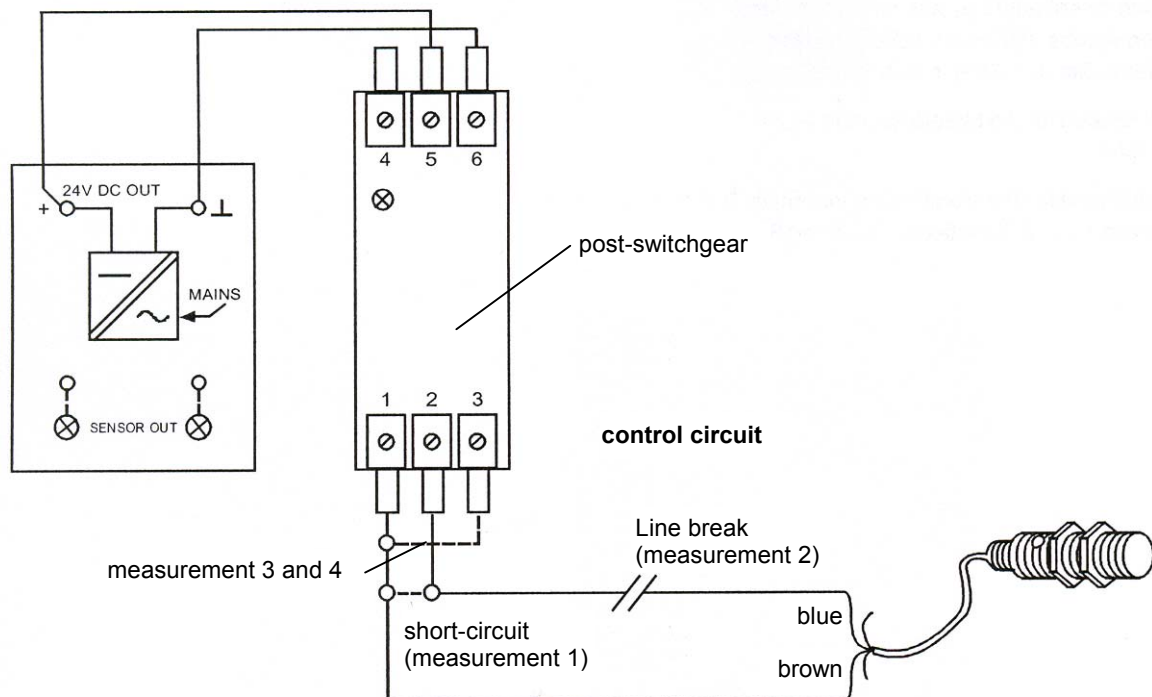 4 5 6
24V DC OUT
+
post-switchgear
MAINS
1 2 3
SENSOR OUT
control circuit
Line break
(measurement 2)
measurement 3 and 4
blue
short-circuit
(measurement 1)
brown